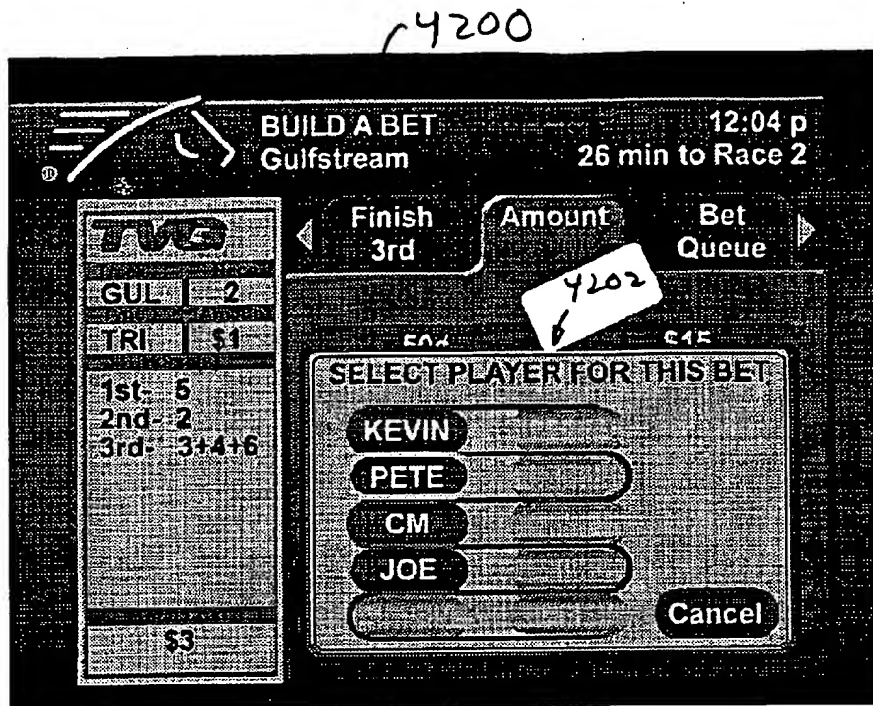 4200
BUILD A BET 12:04 p
Gulfstream 26 min to Race 2
®
TVG
Finish 3rd
Amount
Bet Queue
GUL 2
TRI $1
1st- 5
2nd- 2
3rd- 3+4+6
$3
4202
50¢ $15
SELECT PLAYER FOR THIS BET
KEVIN
PETE
CM
JOE
Cancel